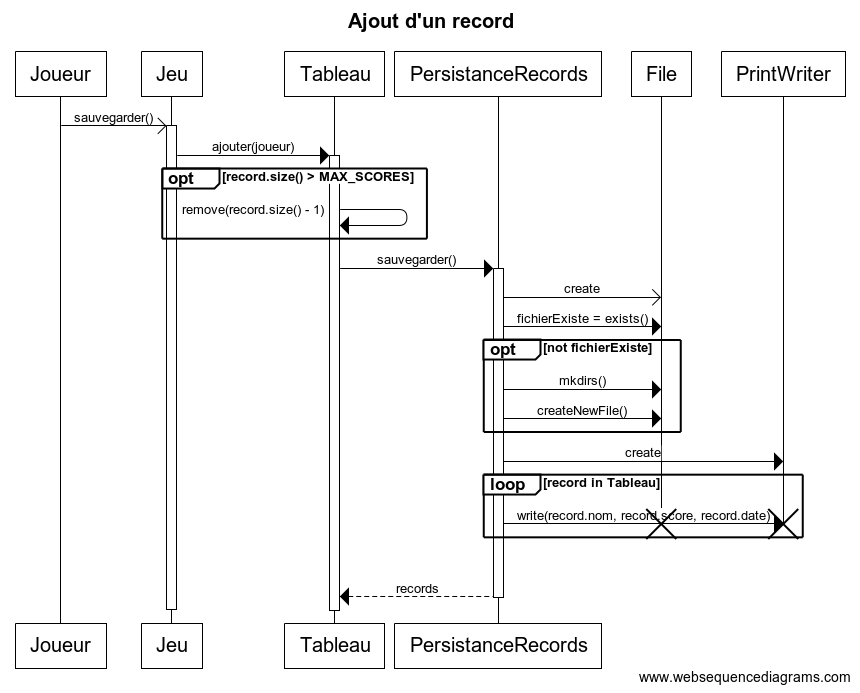 Ajout d'un record
Joueur
Jeu
Tableau
PersistanceRecords
File
PrintWriter
sauvegarder()
ajouter(joueur)
opt
[record.size() > MAX_SCORES]
remove(record.size() - 1)
sauvegarder()
create
fichierExiste = exists()
opt
[not fichierExiste]
mkdirs()
createNewFile()
create
loop
[record in Tableau]
write(record.nom, record.score, record.date)
records
Joueur
Jeu
Tableau
PersistanceRecords
www.websequencediagrams.com